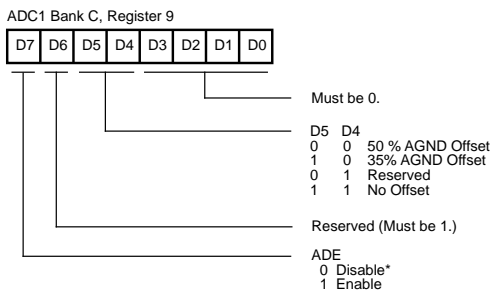 ADC1 Bank C, Register 9
D7 D6 D5 D4 D3 D2 D1 D0
Must be 0.
D5 D4
0 0 50 % AGND Offset
1 0 35% AGND Offset
0 1 Reserved
1 1 No Offset
Reserved (Must be 1.)
ADE
0 Disable*
1 Enable